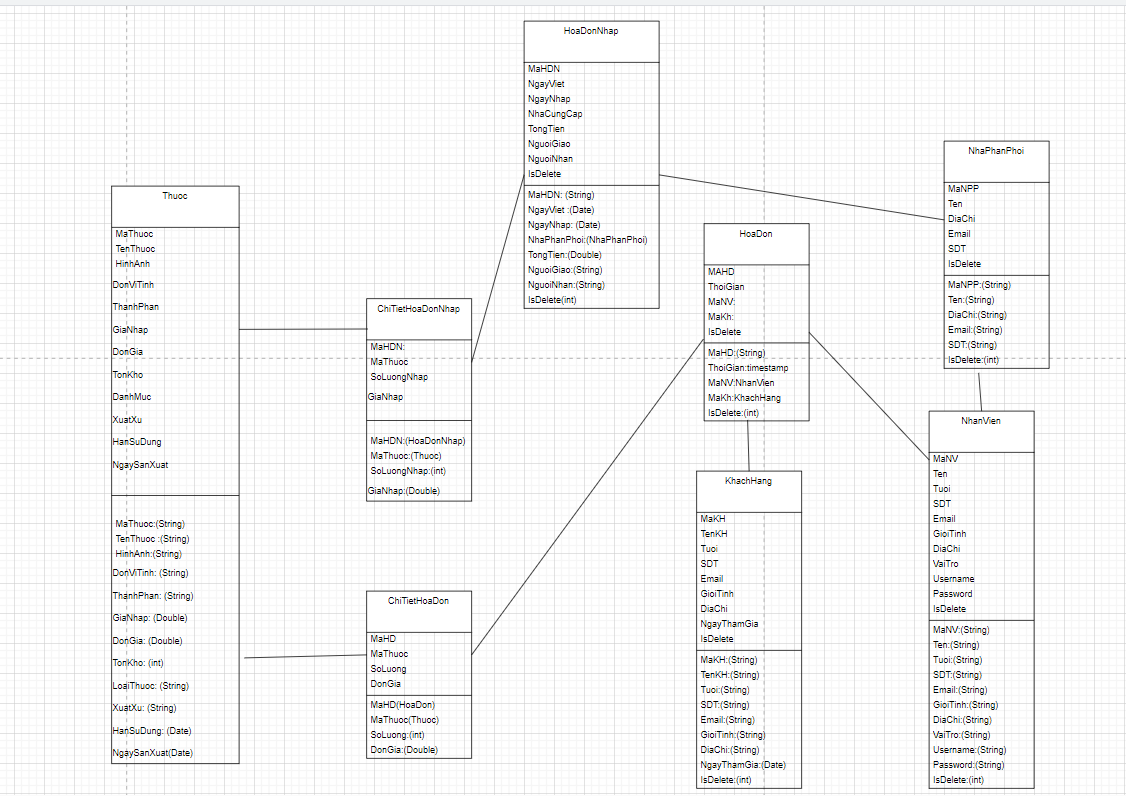 HoaDonNhap
MaHDN
NgayViet
NgayNhap
NhaCungCap
TongTien
NguoiGiao
NguoiNhan
IsDelete
MaHDN: (String)
NgayViet :(Date)
NgayNhap: (Date)
NhaPhanPhoi:(NhaPhanPhoi)
TongTien:(Double)
NguoiGiao:(String)
NguoiNhan:(String)
IsDelete(int)
NhaPhanPhoi
MaNPP
Ten
DiaChi
Email
SDT
IsDelete
MaNPP:(String)
Ten:(String)
DiaChi:(String)
Email:(String)
SDT:(String)
IsDelete:(int)
Thuoc
MaThuoc
TenThuoc
HinhAnh
DonViTinh
ThanhPhan
GiaNhap
DonGia
TonKho
DanhMuc
XuatXu
HanSuDung
NgaySanXuat
MaThuoc:(String)
TenThuoc :(String)
HinhAnh:(String)
DonViTinh: (String)
ThanhPhan: (String)
GiaNhap: (Double)
DonGia: (Double)
TonKho: (int)
LoaiThuoc: (String)
XuatXu: (String)
HanSuDung: (Date)
NgaySanXuat(Date)
HoaDon
MAHD
ThoiGian
MaNV:
MaKh:
IsDelete
MaHD:(String)
ThoiGian:timestamp
MaNV:NhanVien
MaKh:KhachHang
IsDelete:(int)
ChiTietHoaDonNhap
MaHDN:
MaThuoc
SoLuongNhap
GiaNhap
MaHDN:(HoaDonNhap)
MaThuoc:(Thuoc)
SoLuongNhap:(int)
GiaNhap:(Double)
NhanVien
MaNV
Ten
Tuoi
SDT
Email
GioiTinh
DiaChi
VaiTro
Username
Password
IsDelete
MaNV:(String)
Ten:(String)
Tuoi:(String)
SDT:(String)
Email:(String)
GioiTinh:(String)
DiaChi:(String)
VaiTro:(String)
Username:(String)
Password:(String)
IsDelete:(int)
KhachHang
MaKH
TenKH
Tuoi
SDT
Email
GioiTinh
DiaChi
NgayThamGia
IsDelete
MaKH:(String)
TenKH:(String)
Tuoi:(String)
SDT:(String)
Email:(String)
GioiTinh:(String)
DiaChi:(String)
NgayThamGia:(Date)
IsDelete:(int)
ChiTietHoaDon
MaHD
MaThuoc
SoLuong
DonGia
MaHD(HoaDon)
MaThuoc(Thuoc)
SoLuong:(int)
DonGia:(Double)